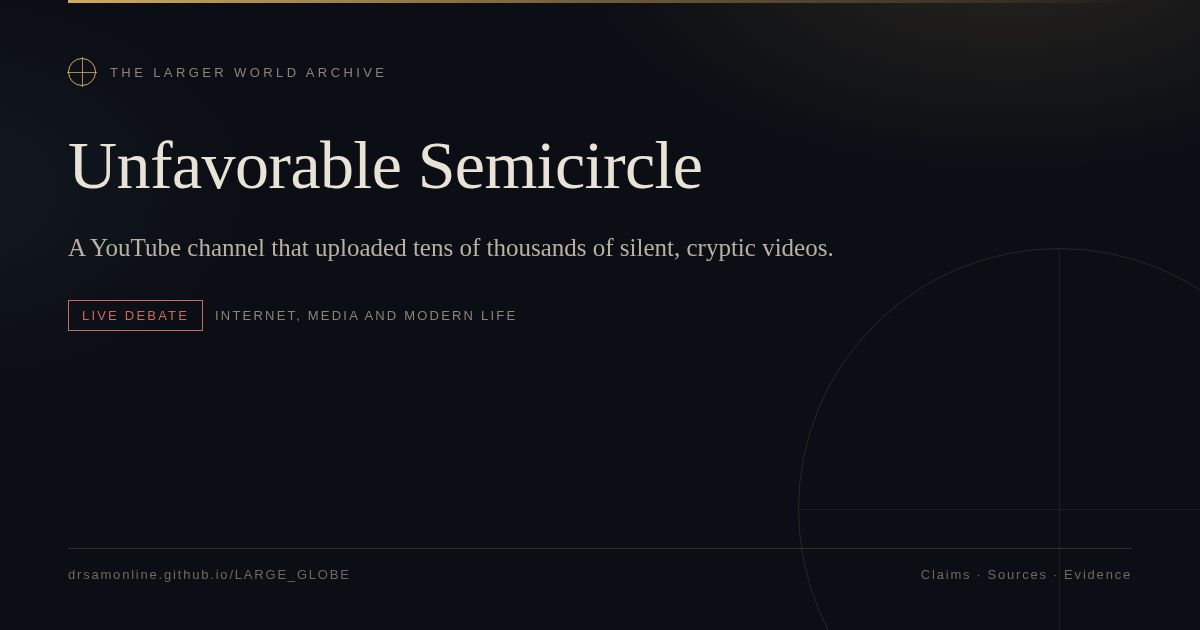 THE LARGER WORLD ARCHIVE
Unfavorable Semicircle
A YouTube channel that uploaded tens of thousands of silent, cryptic videos.
LIVE DEBATE INTERNET, MEDIA AND MODERN LIFE
drsamonline.github.io/LARGE_GLOBE Claims · Sources · Evidence